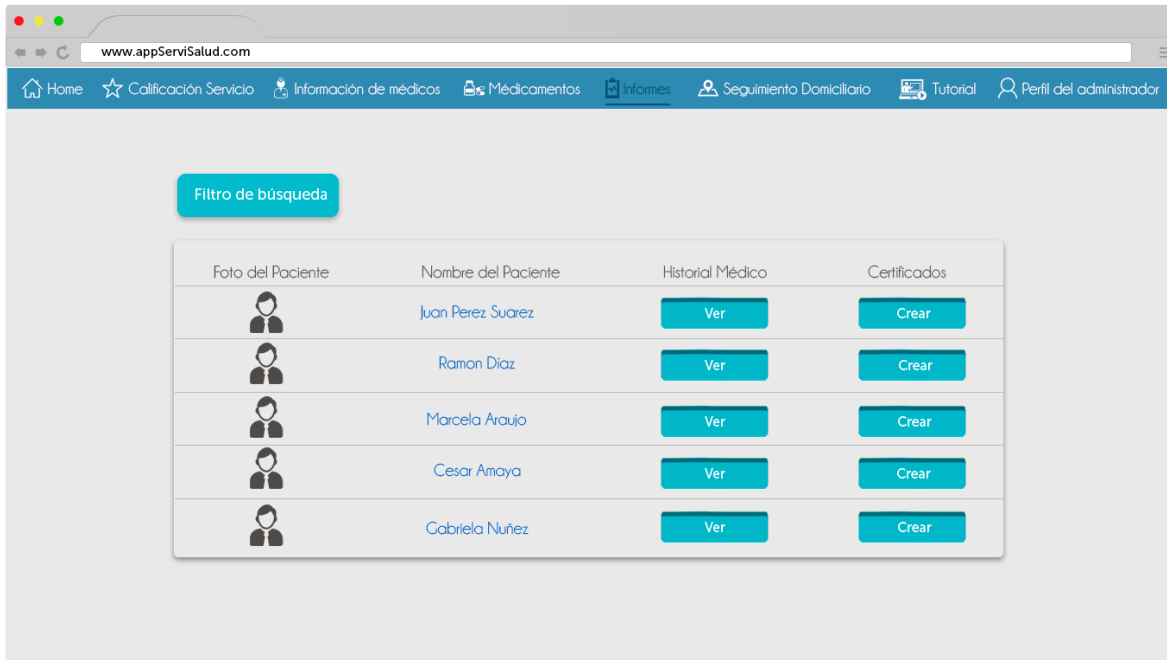 www.appServiSalud.com
Home Calificación Servicio Información de médicos Médicamentos Informes Seguimiento Domiciliario Tutorial Perfil del administrador
Filtro de búsqueda
Foto del Paciente Nombre del Paciente Historial Médico Certificados
Juan Perez Suarez Ver Crear
Ramon Díaz Ver Crear
Marcela Araujo Ver Crear
Cesar Amaya Ver Crear
Gabriela Nuñez Ver Crear